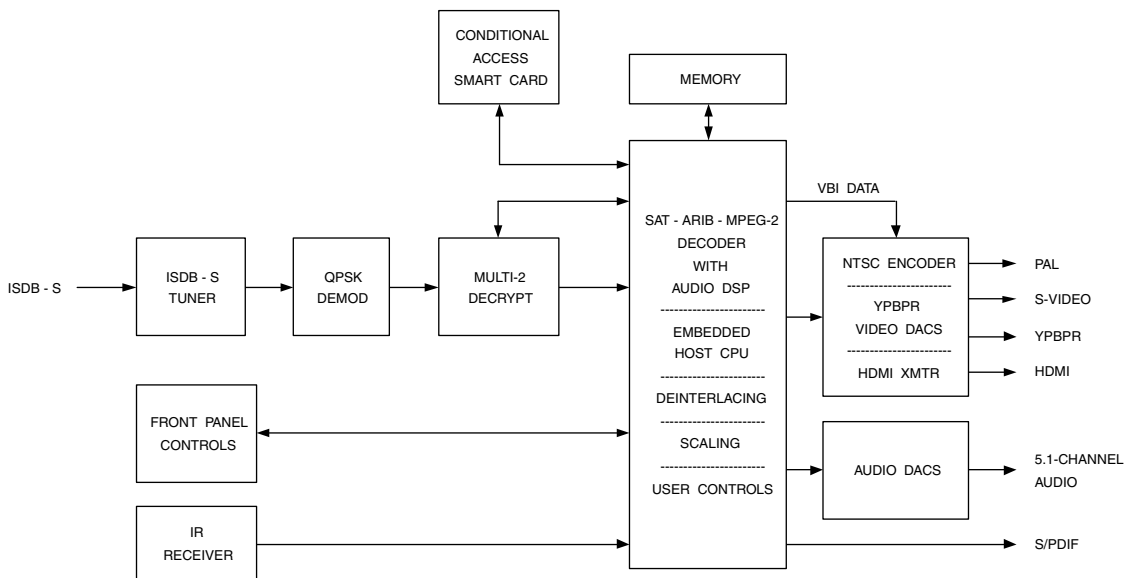 CONDITIONAL
ACCESS
SMART CARD
MEMORY
VBI DATA
ISDB - S
ISDB - S
TUNER
QPSK
DEMOD
MULTI-2
DECRYPT
SAT - ARIB - MPEG-2
DECODER
WITH
AUDIO DSP
------------------------
EMBEDDED
HOST CPU
------------------------
DEINTERLACING
------------------------
SCALING
------------------------
USER CONTROLS
NTSC ENCODER
------------------------
YPBPR
VIDEO DACS
------------------------
HDMI XMTR
PAL
S-VIDEO
YPBPR
HDMI
FRONT PANEL
CONTROLS
AUDIO DACS
5.1-CHANNEL
AUDIO
IR
RECEIVER
S/PDIF